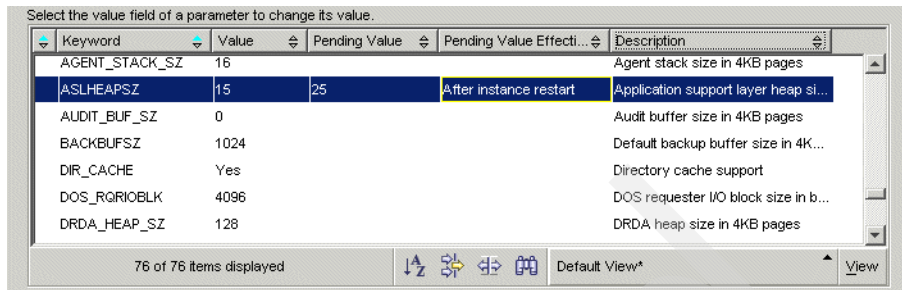 Select the value field of a parameter to change its value.
Keyword Value Pending Value Pending Value Effecti... Description
AGENT_STACK_SZ 16 Agent stack size in 4KB pages
ASLHEAPSZ 15 25 After instance restart Application support layer heap si...
AUDIT_BUF_SZ 0 Audit buffer size in 4KB pages
BACKBUFSZ 1024 Default backup buffer size in 4K...
DIR_CACHE Yes Directory cache support
DOS_RQRIOBLK 4096 DOS requester I/O block size in b...
DRDA_HEAP_SZ 128 DRDA heap size in 4KB pages
76 of 76 items displayed A Z Default View* View